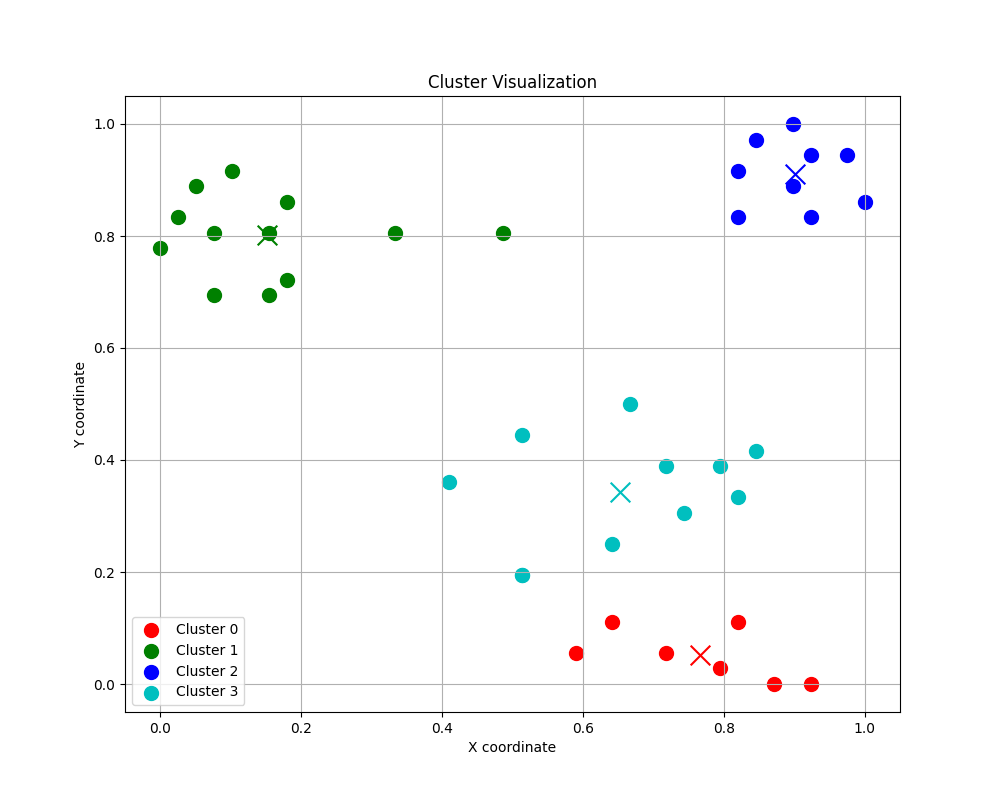 Cluster Visualization
1.0
0.8
0.6
0.4
0.2
0.0
Y coordinate
Cluster 0
Cluster 1
Cluster 2
Cluster 3
0.0 0.2 0.4 0.6 0.8 1.0
X coordinate